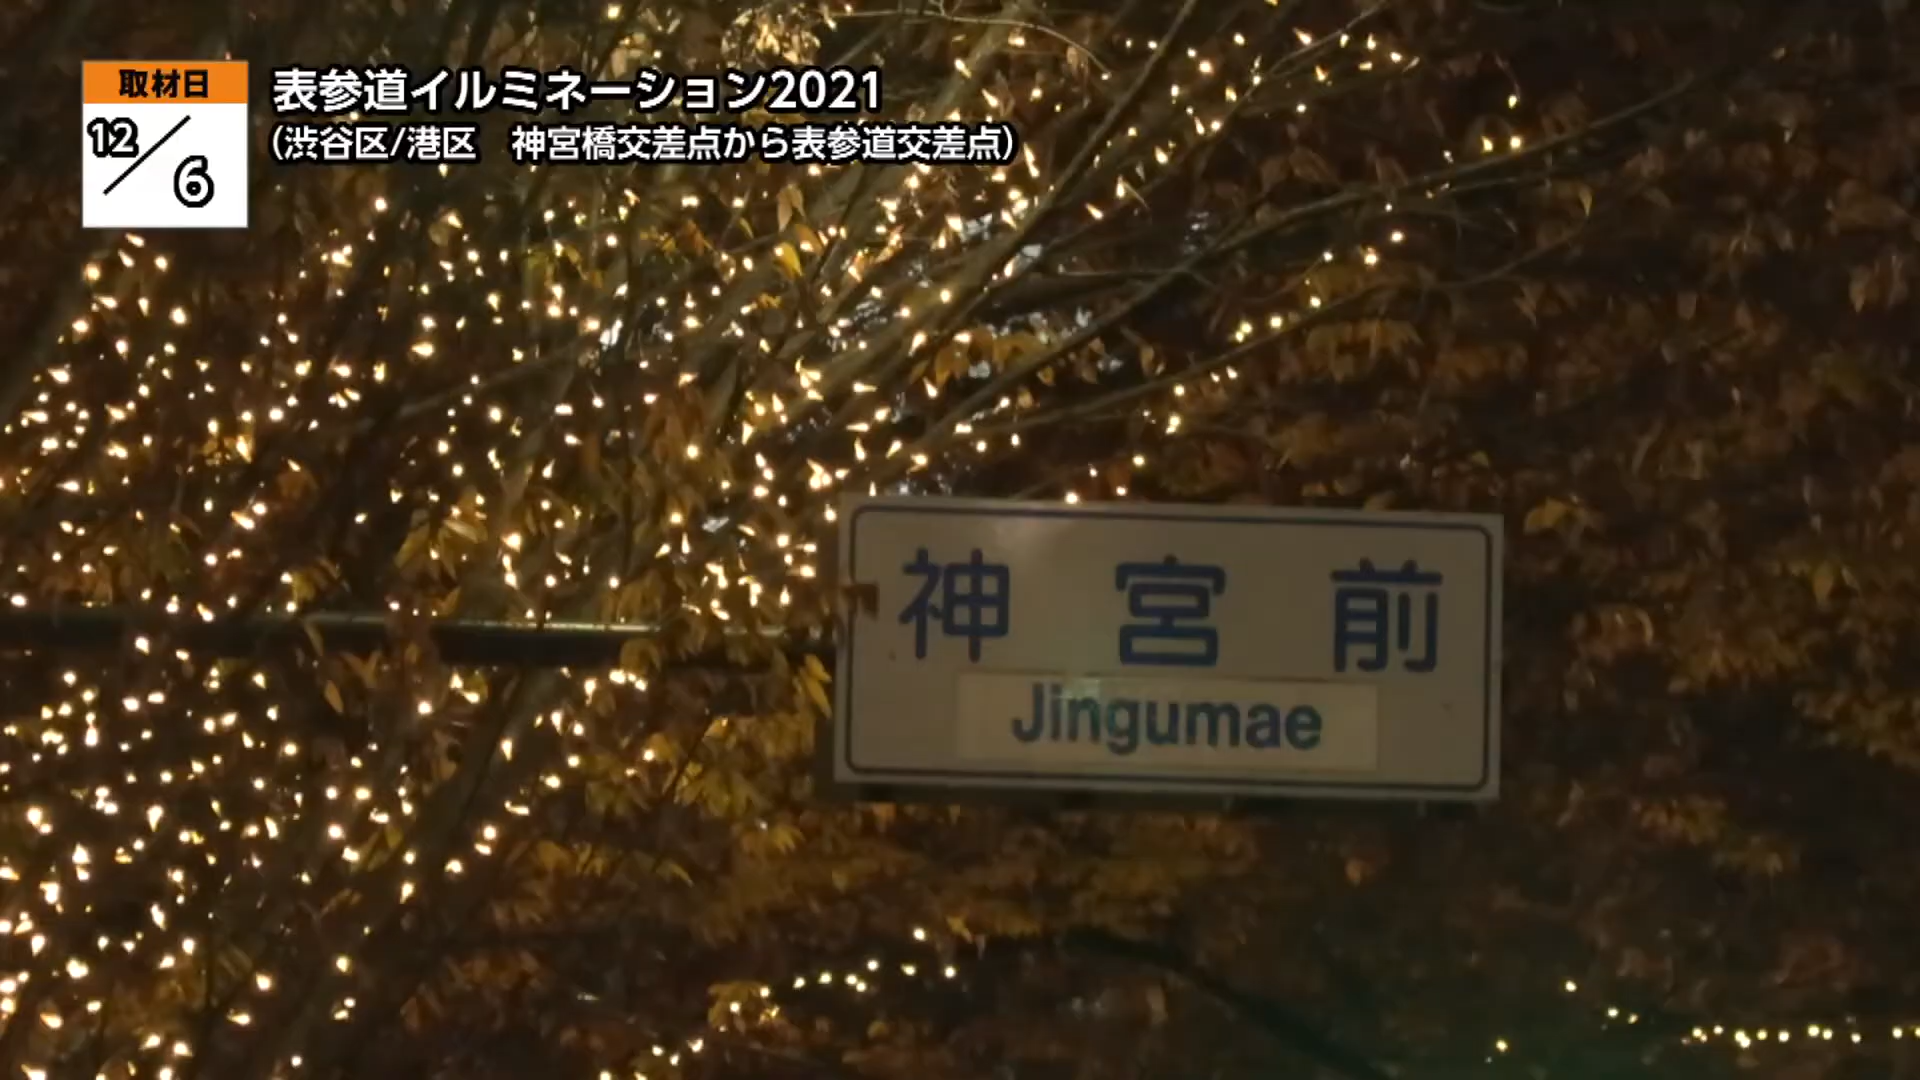 取材日
12/6
表参道イルミネーション2021
(渋谷区/港区 神宮橋交差点から表参道交差点)
神宮前
Jingumae